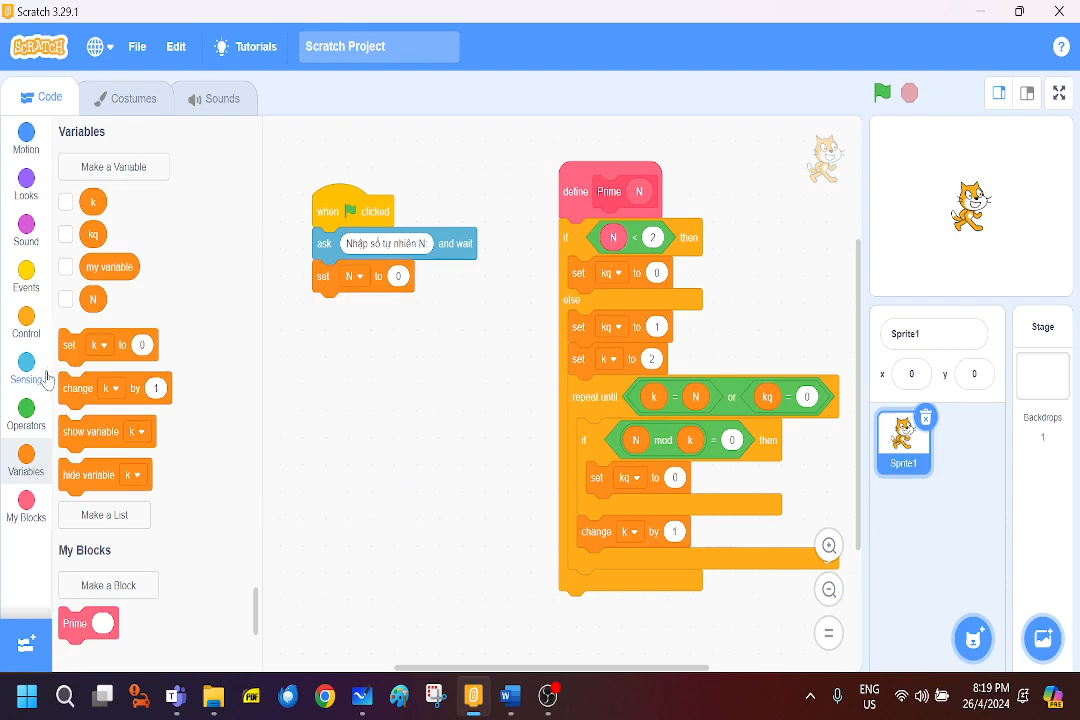 Scratch 3.29.1
SCRATCH
File
Edit
Tutorials
Scratch Project
?
Code
Costumes
Sounds
Motion
Looks
Sound
Events
Control
Sensing
Operators
Variables
My Blocks
Variables
Make a Variable
k
kq
my variable
N
set k to 0
change k by 1
show variable k
hide variable k
Make a List
My Blocks
Make a Block
Prime
when clicked
ask Nhập số tự nhiên N: and wait
set N to 0
define Prime N
if N < 2 then
set kq to 0
else
set kq to 1
set k to 2
repeat until k = N or kq = 0
if N mod k = 0 then
set kq to 0
change k by 1
Sprite1
x 0 y 0
Sprite1
Stage
Backdrops
1
PDF
ENG
US
8:19 PM
26/4/2024
PRE